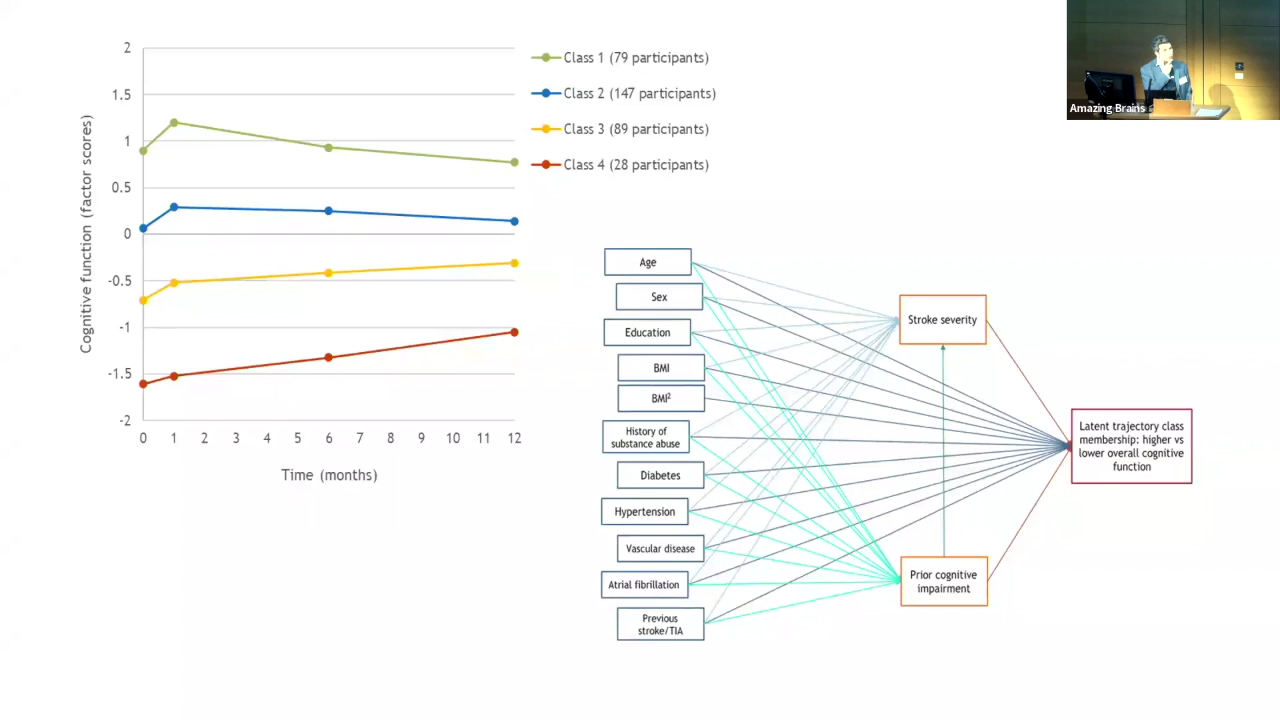 2
1.5
1
0.5
0
-0.5
-1
-1.5
-2
Cognitive function (factor scores)
0 1 2 3 4 5 6 7 8 9 10 11 12
Time (months)
Class 1 (79 participants)
Class 2 (147 participants)
Class 3 (89 participants)
Class 4 (28 participants)
Amazing Brains
Age
Sex
Education
BMI
BMI²
History of
substance abuse
Diabetes
Hypertension
Vascular disease
Atrial fibrillation
Previous
stroke/TIA
Stroke severity
Prior cognitive
impairment
Latent trajectory class
membership: higher vs
lower overall cognitive
function